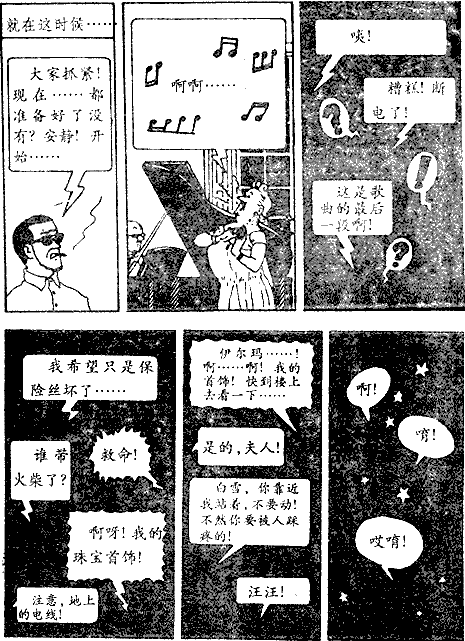 就在这时候……
大家抓紧!
现在……都
准备好了没
有?安静!开
始……
啊啊……
唉!
糟糕!断
电了!
这是歌
曲的最后
一段啊!
我希望只是保
险丝坏了……
谁带
火柴了?
救命!
啊呀!我的
珠宝首饰!
注意,地上
的电线!
伊尔玛……!
啊……啊!我的
首饰!快到楼上
去看一下……
是的,夫人!
白雪,你靠近
我站着,不要动!
不然你要被人踩
疼的!
汪汪!
啊!
唷!
哎唷!